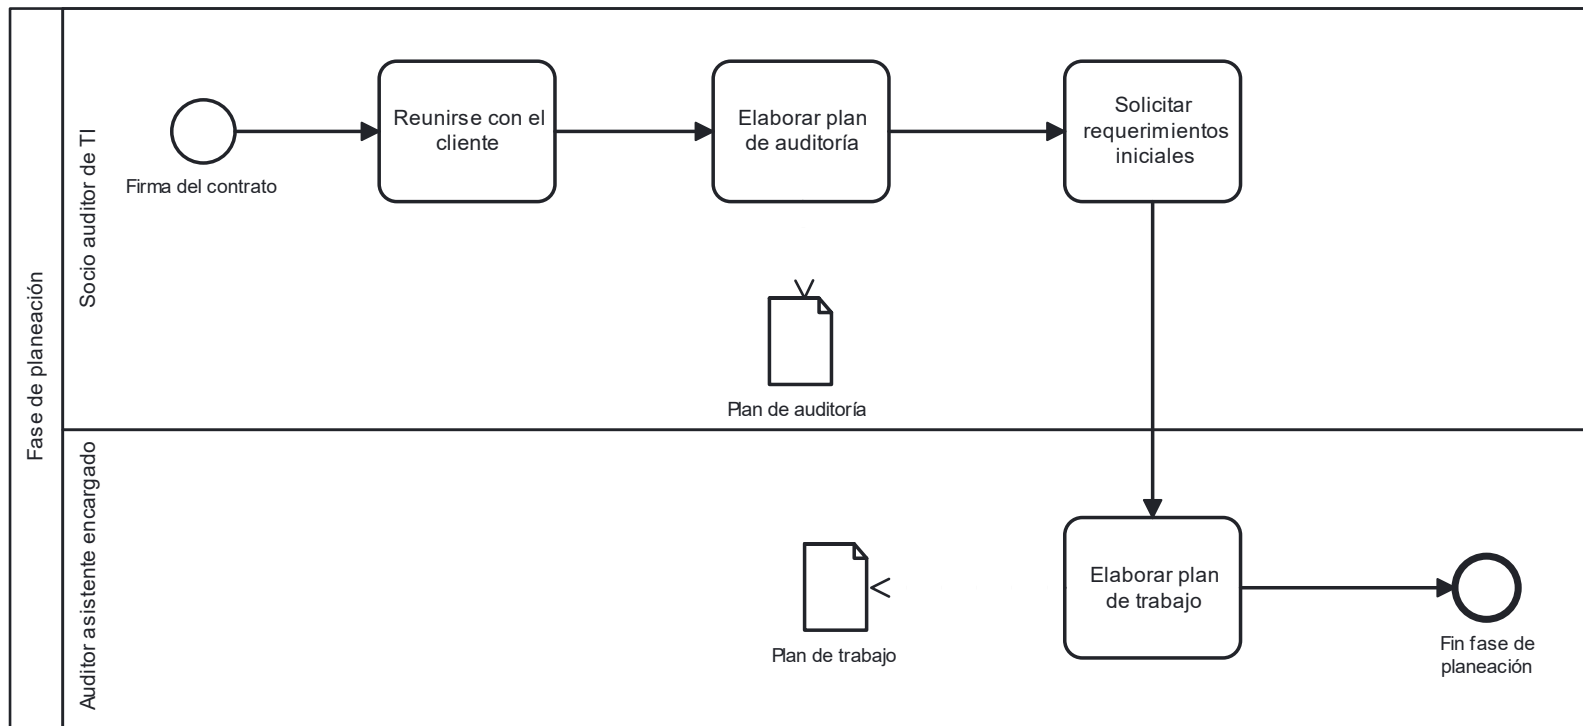 Fase de planeación
Socio auditor de TI
Firma del contrato
Reunirse con el
cliente
Elaborar plan
de auditoría
Solicitar
requerimientos
iniciales
Plan de auditoría
Auditor asistente encargado
Plan de trabajo
Elaborar plan
de trabajo
Fin fase de
planeación